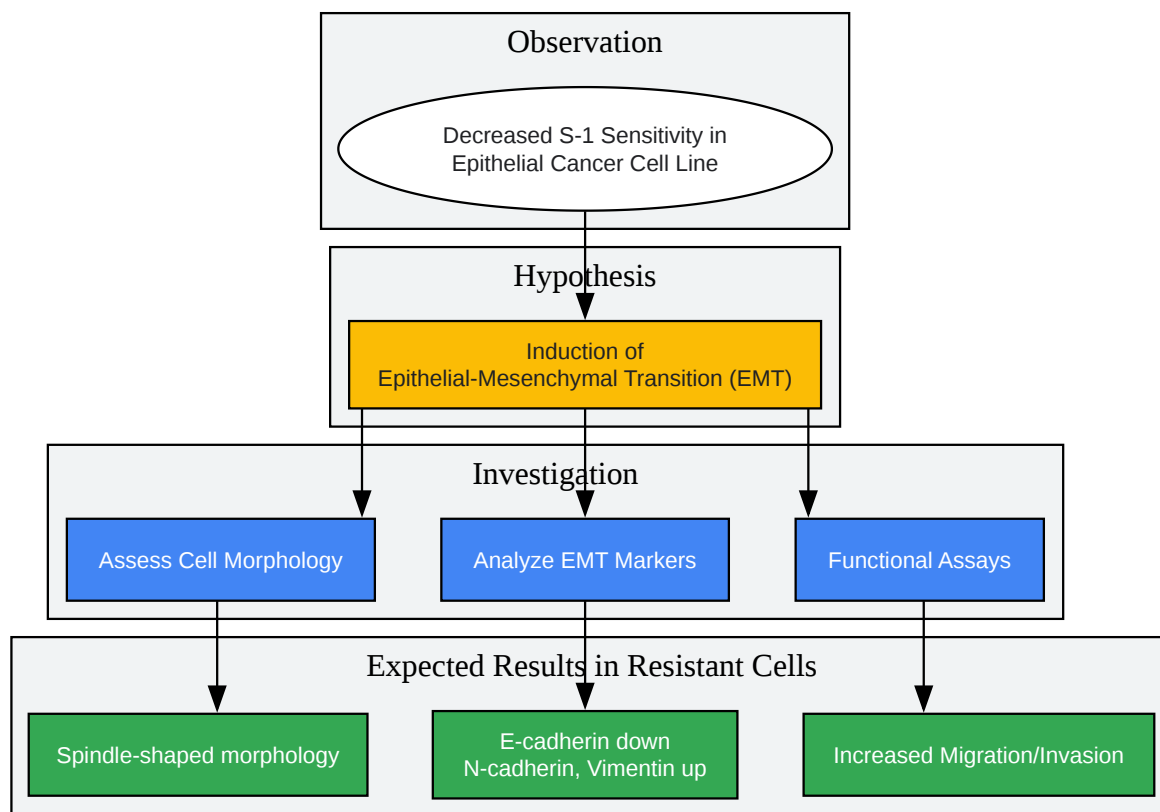 Observation
Decreased S-1 Sensitivity in
Epithelial Cancer Cell Line
Hypothesis
Induction of
Epithelial-Mesenchymal Transition (EMT)
Investigation
Assess Cell Morphology
Analyze EMT Markers
Functional Assays
Expected Results in Resistant Cells
Spindle-shaped morphology
E-cadherin down
N-cadherin, Vimentin up
Increased Migration/Invasion